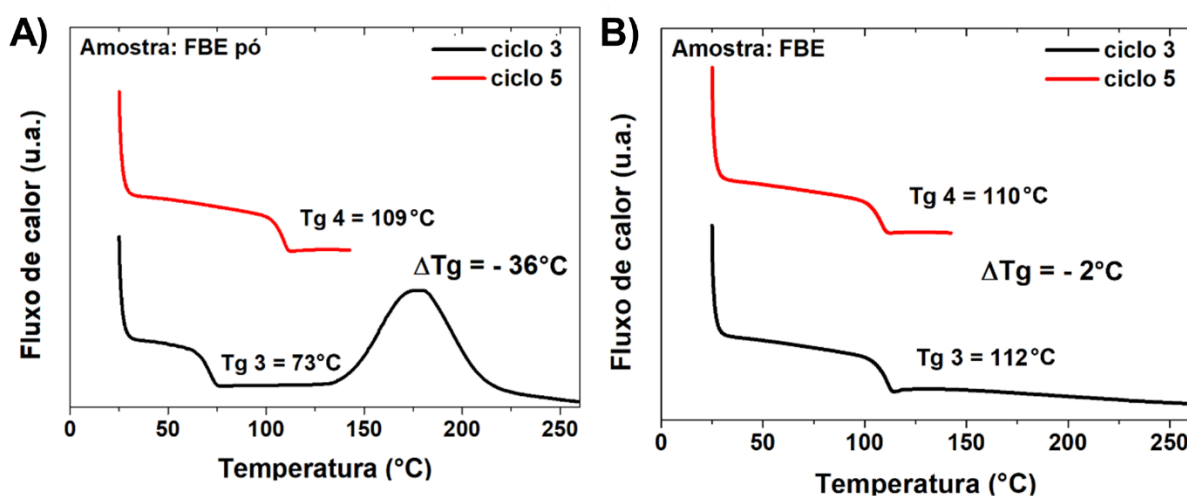 A)
Amostra: FBE pó
ciclo 3
ciclo 5
Fluxo de calor (u.a.)
Tg 4 = 109°C
ΔTg = - 36°C
Tg 3 = 73°C
0 50 100 150 200 250
Temperatura (°C)
B)
Amostra: FBE
ciclo 3
ciclo 5
Fluxo de calor (u.a.)
Tg 4 = 110°C
ΔTg = - 2°C
Tg 3 = 112°C
0 50 100 150 200 250
Temperatura (°C)